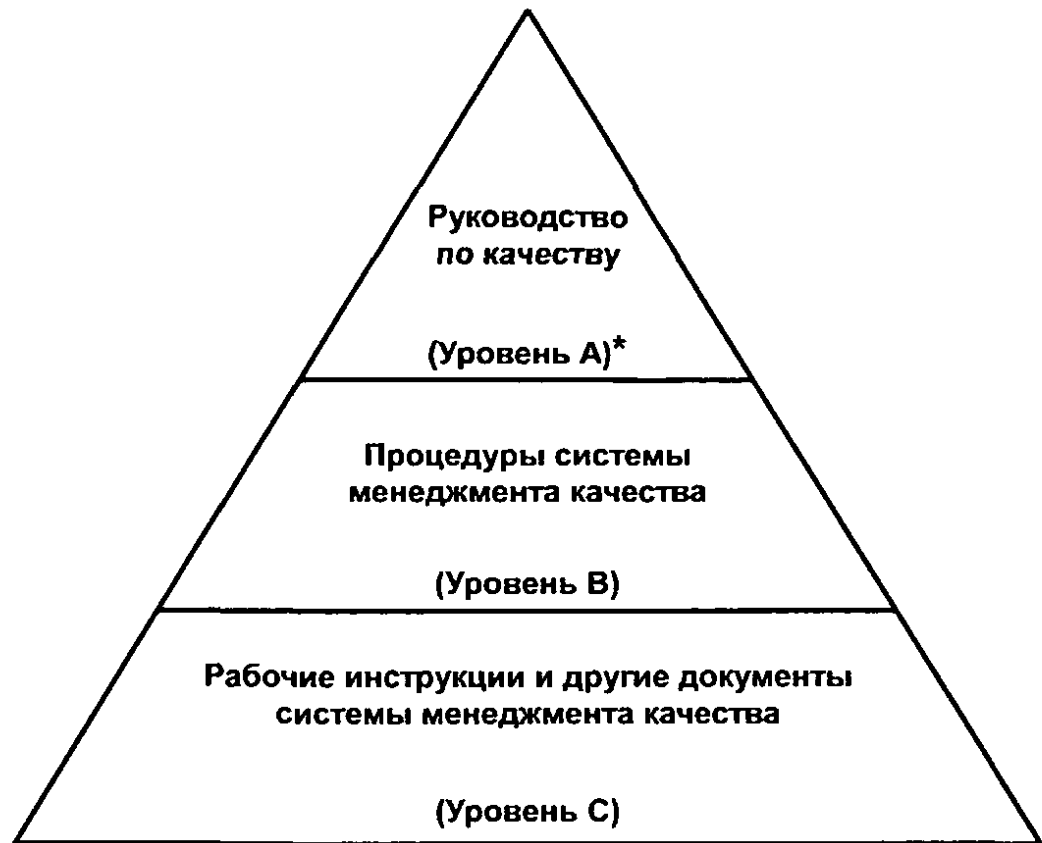 Руководство
по качеству
(Уровень А)*
Процедуры системы
менеджмента качества
(Уровень В)
Рабочие инструкции и другие документы
системы менеджмента качества
(Уровень С)